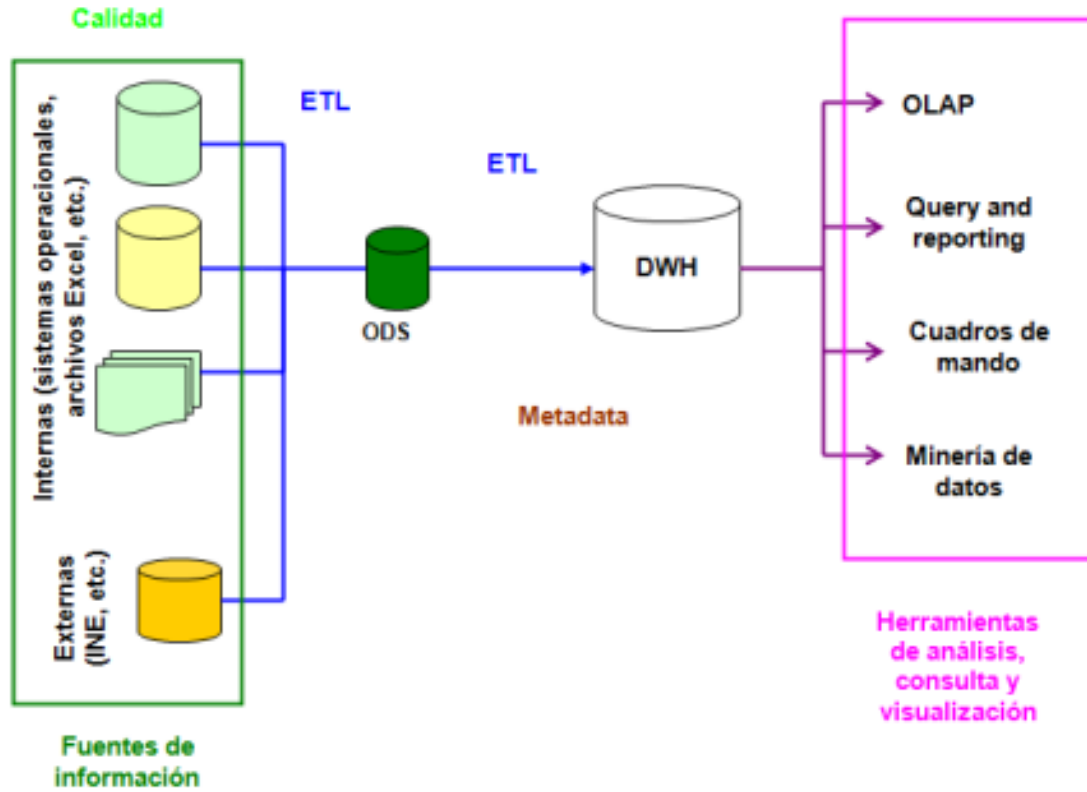 Calidad
Internas (sistemas operacionales,
archivos Excel, etc.)
Externas
(INE, etc.)
Fuentes de
información
ETL
ODS
ETL
DWH
Metadata
OLAP
Query and
reporting
Cuadros de
mando
Minería de
datos
Herramientas
de análisis,
consulta y
visualización